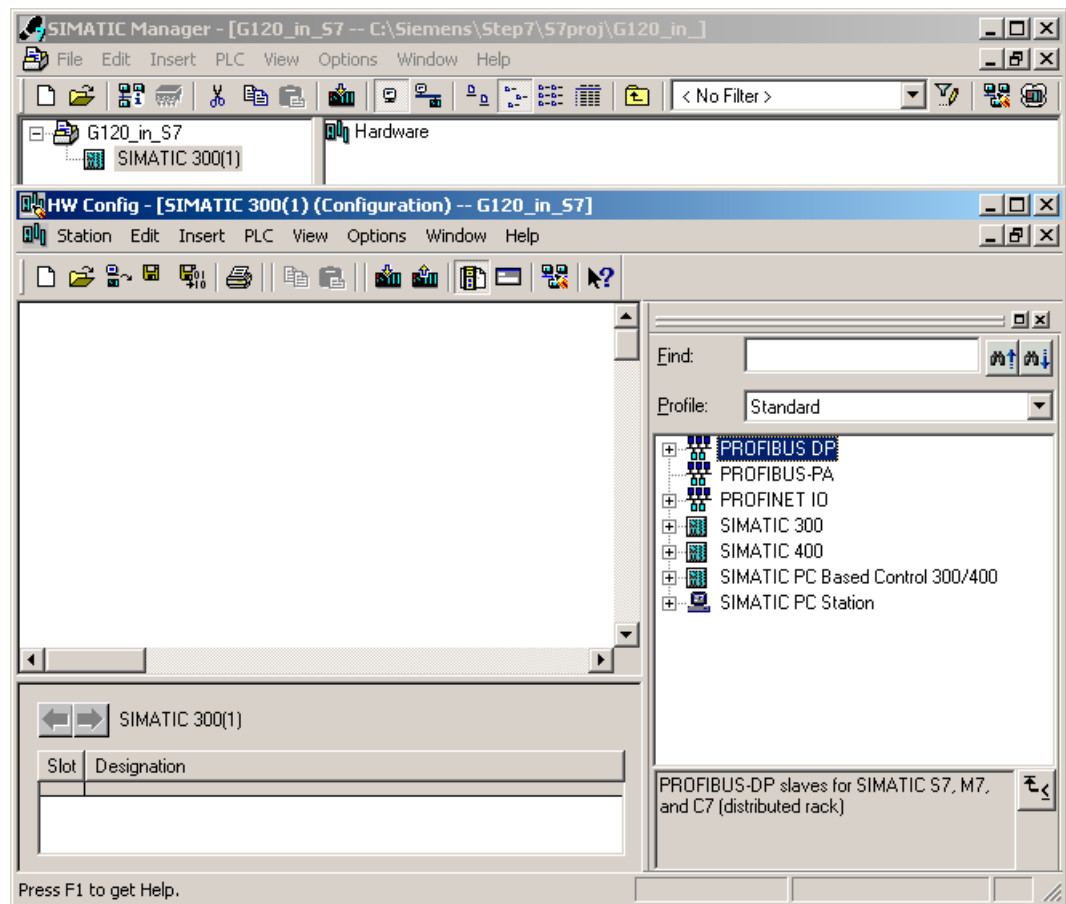 SIMATIC Manager - [G120_in_S7 -- C:\Siemens\Step7\S7proj\G120_in_]
File Edit Insert PLC View Options Window Help
< No Filter >
G120_in_S7
SIMATIC 300(1)
Hardware
HW Config - [SIMATIC 300(1) (Configuration) -- G120_in_S7]
Station Edit Insert PLC View Options Window Help
Find:
Profile: Standard
PROFIBUS DP
PROFIBUS-PA
PROFINET IO
SIMATIC 300
SIMATIC 400
SIMATIC PC Based Control 300/400
SIMATIC PC Station
SIMATIC 300(1)
Slot Designation
PROFIBUS-DP slaves for SIMATIC S7, M7,
and C7 (distributed rack)
Press F1 to get Help.